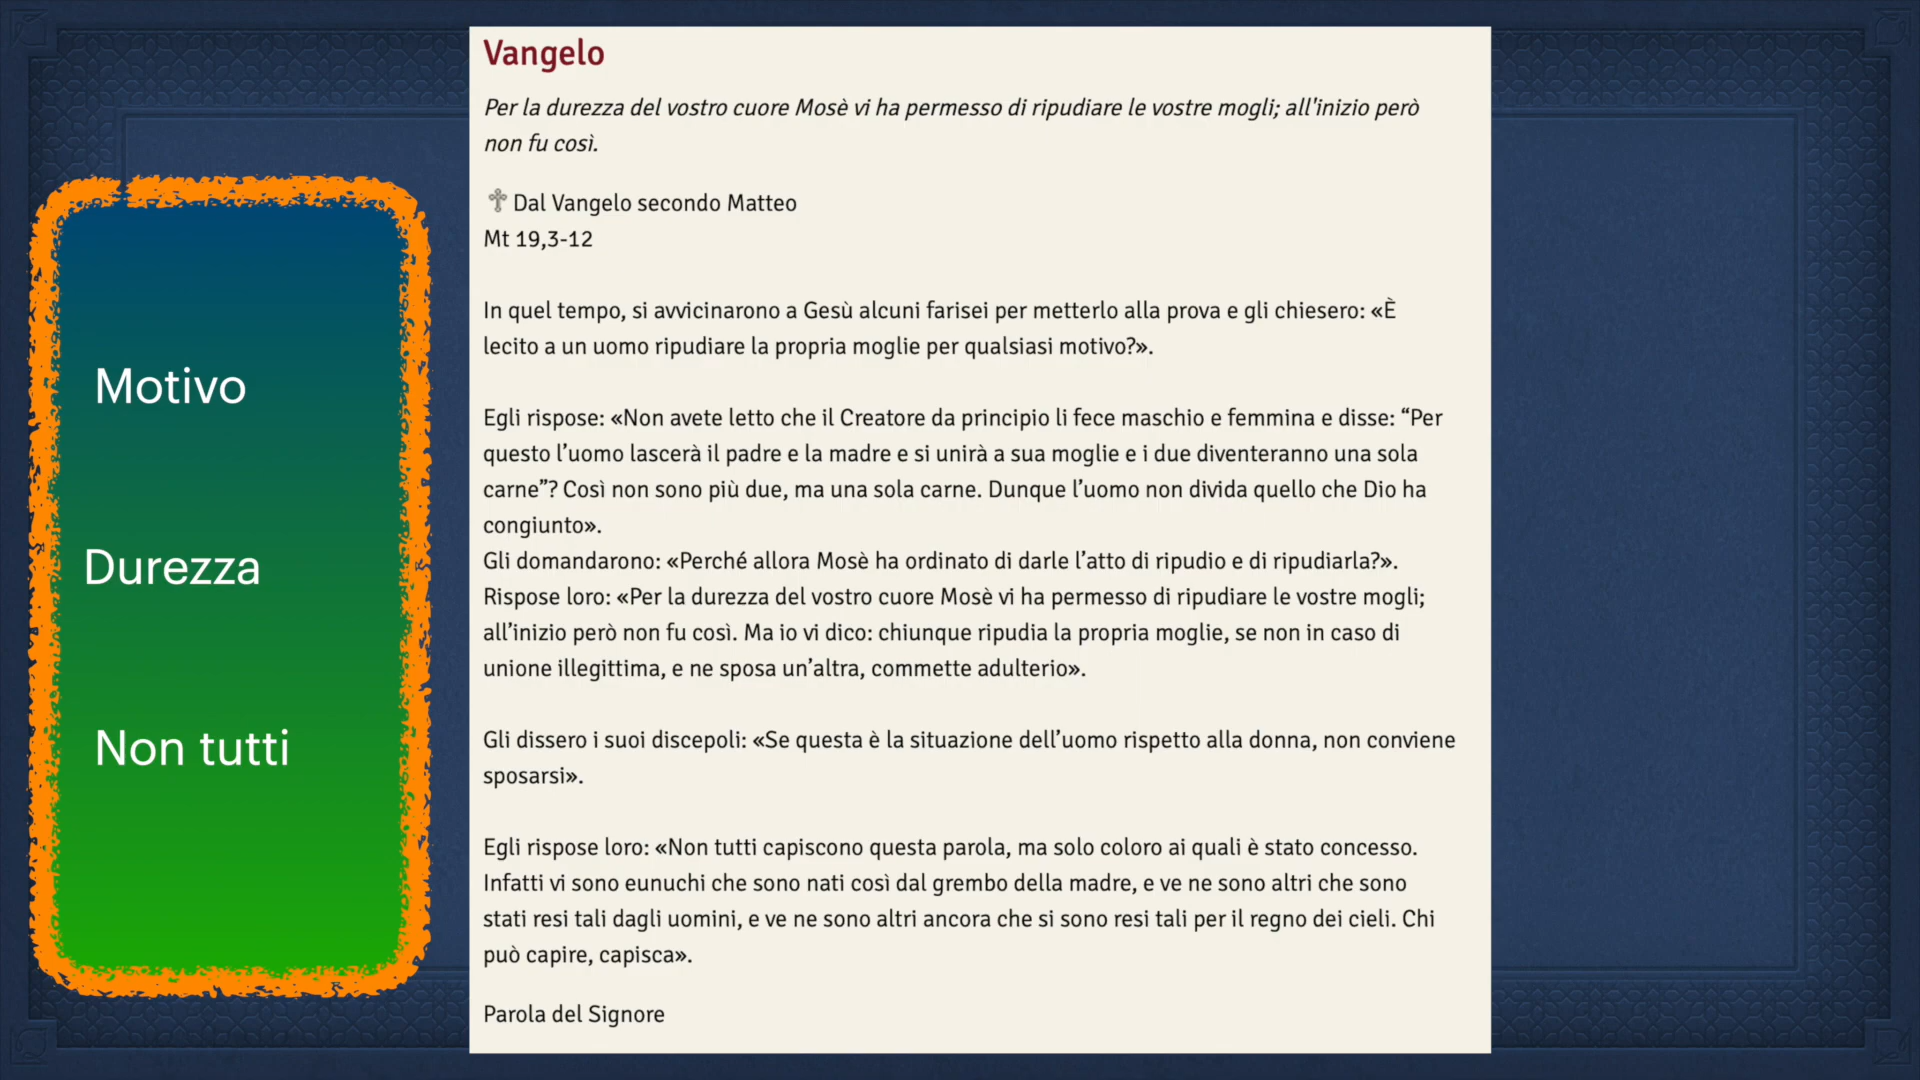 Vangelo
Per la durezza del vostro cuore Mosè vi ha permesso di ripudiare le vostre mogli; all'inizio però
non fu così.
Dal Vangelo secondo Matteo
Mt 19,3-12
In quel tempo, si avvicinarono a Gesù alcuni farisei per metterlo alla prova e gli chiesero: «È
lecito a un uomo ripudiare la propria moglie per qualsiasi motivo?».
Egli rispose: «Non avete letto che il Creatore da principio li fece maschio e femmina e disse: “Per
questo l’uomo lascerà il padre e la madre e si unirà a sua moglie e i due diventeranno una sola
carne”? Così non sono più due, ma una sola carne. Dunque l’uomo non divida quello che Dio ha
congiunto».
Gli domandarono: «Perché allora Mosè ha ordinato di darle l’atto di ripudio e di ripudiarla?».
Rispose loro: «Per la durezza del vostro cuore Mosè vi ha permesso di ripudiare le vostre mogli;
all’inizio però non fu così. Ma io vi dico: chiunque ripudia la propria moglie, se non in caso di
unione illegittima, e ne sposa un’altra, commette adulterio».
Gli dissero i suoi discepoli: «Se questa è la situazione dell’uomo rispetto alla donna, non conviene
sposarsi».
Egli rispose loro: «Non tutti capiscono questa parola, ma solo coloro ai quali è stato concesso.
Infatti vi sono eunuchi che sono nati così dal grembo della madre, e ve ne sono altri che sono
stati resi tali dagli uomini, e ve ne sono altri ancora che si sono resi tali per il regno dei cieli. Chi
può capire, capisca».
Parola del Signore
Motivo
Durezza
Non tutti